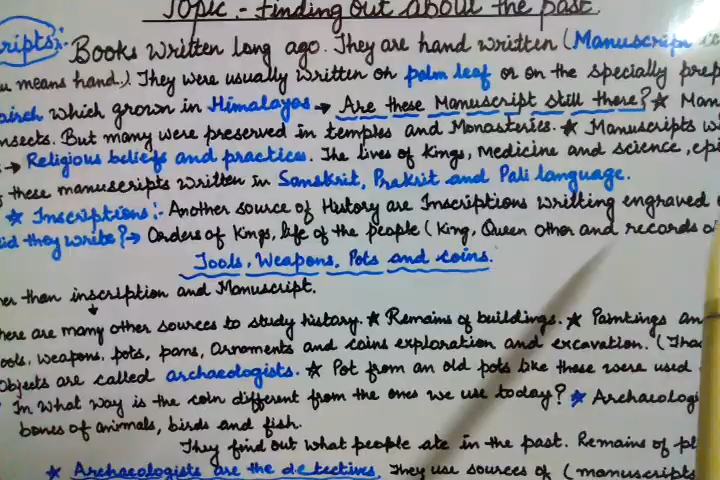 Topic:- Finding out about the past.
ripts:- Books written long ago. They are hand written (Manuscript
u means hand.) They were usually written on palm leaf or on the specially prep
which grown in Himalayas → Are these Manuscript still there? ★ Man
nsects. But many were preserved in temples and Monasteries. ★ Manuscripts w
s → Religious beliefs and practices. The lives of Kings, Medicine and science, epi
these manuscripts written in Sanskrit, Prakrit and Pali language.
★ Inscriptions:- Another source of History are Inscriptions writting engraved
id they write? → Orders of Kings, life of the people (King, Queen other and records o
Tools, Weapons, Pots and coins.
her than inscription and Manuscript.
here are many other sources to study history. ★ Remains of buildings. ★ Paintings an
ools, weapons, pots, pans, Ornaments and coins exploration and excavation. (Tha
Objects are called archaeologists. ★ Pot from an old pots like these were used
In what way is the coin different from the ones we use today? ★ Archaeologi
bones of animals, birds and fish.
They find out what people ate in the past. Remains of pl
★ Archaeologists are the detectives. They use sources of (manuscripts